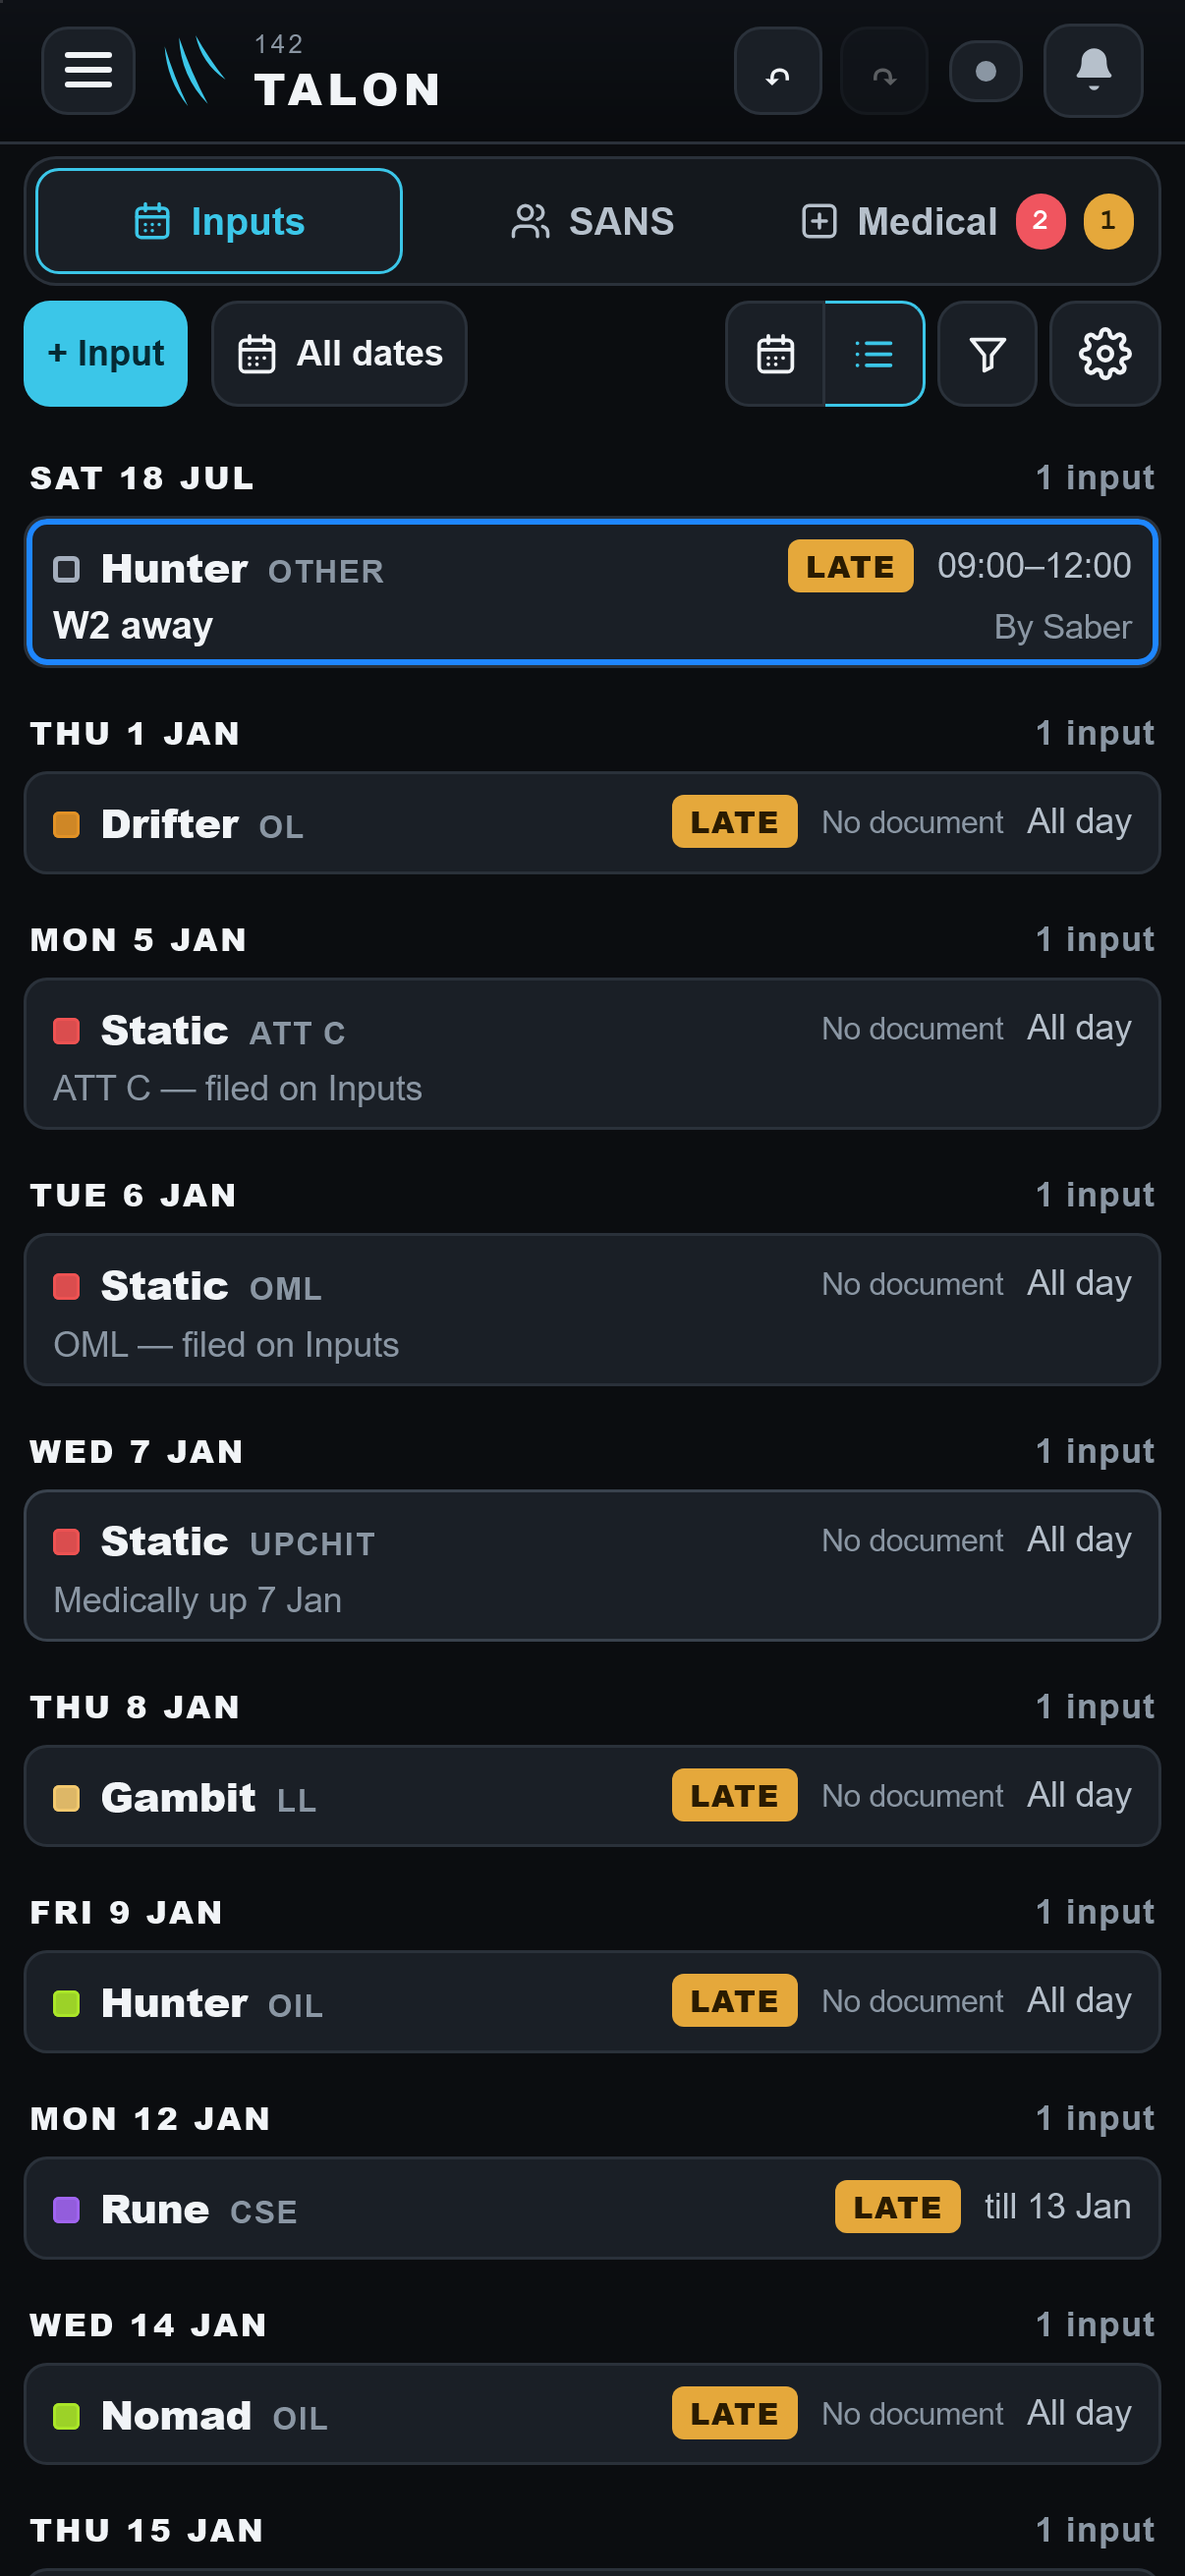 142
TALON
Inputs SANS Medical 2 1
+ Input All dates
SAT 18 JUL 1 input
Hunter OTHER LATE 09:00–12:00
W2 away By Saber
THU 1 JAN 1 input
Drifter OL LATE No document All day
MON 5 JAN 1 input
Static ATT C No document All day
ATT C — filed on Inputs
TUE 6 JAN 1 input
Static OML No document All day
OML — filed on Inputs
WED 7 JAN 1 input
Static UPCHIT No document All day
Medically up 7 Jan
THU 8 JAN 1 input
Gambit LL LATE No document All day
FRI 9 JAN 1 input
Hunter OIL LATE No document All day
MON 12 JAN 1 input
Rune CSE LATE till 13 Jan
WED 14 JAN 1 input
Nomad OIL LATE No document All day
THU 15 JAN 1 input